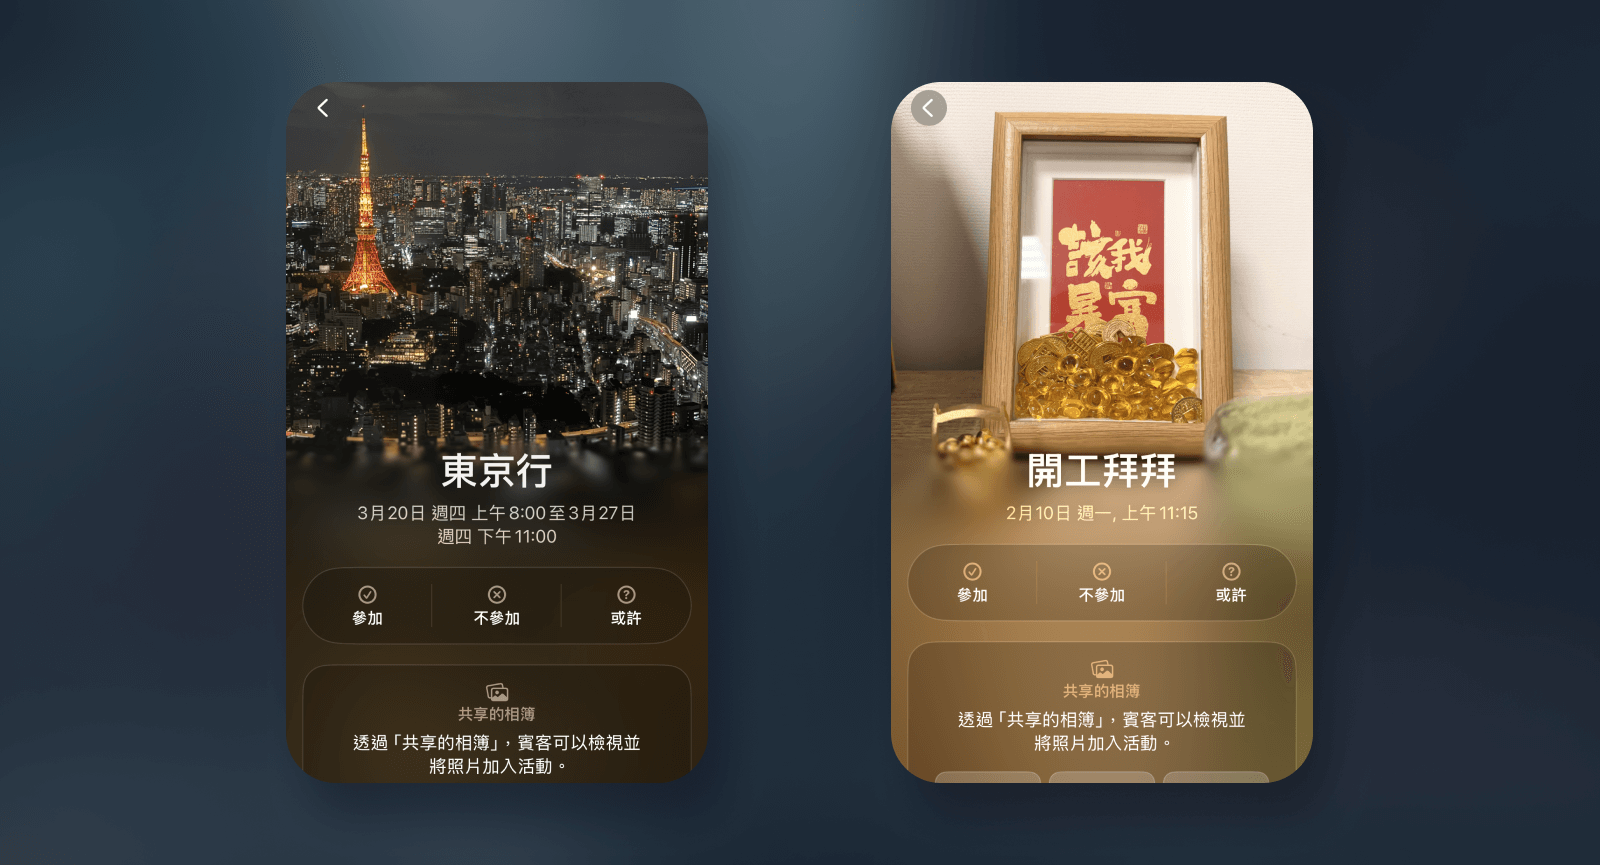 東京行
3月20日 週四 上午8:00至3月27日
週四 下午11:00
參加
不參加
或許
共享的相簿
透過「共享的相簿」，賓客可以檢視並
將照片加入活動。
該我
暴富
開工拜拜
2月10日 週一, 上午11:15
參加
不參加
或許
共享的相簿
透過「共享的相簿」，賓客可以檢視並
將照片加入活動。